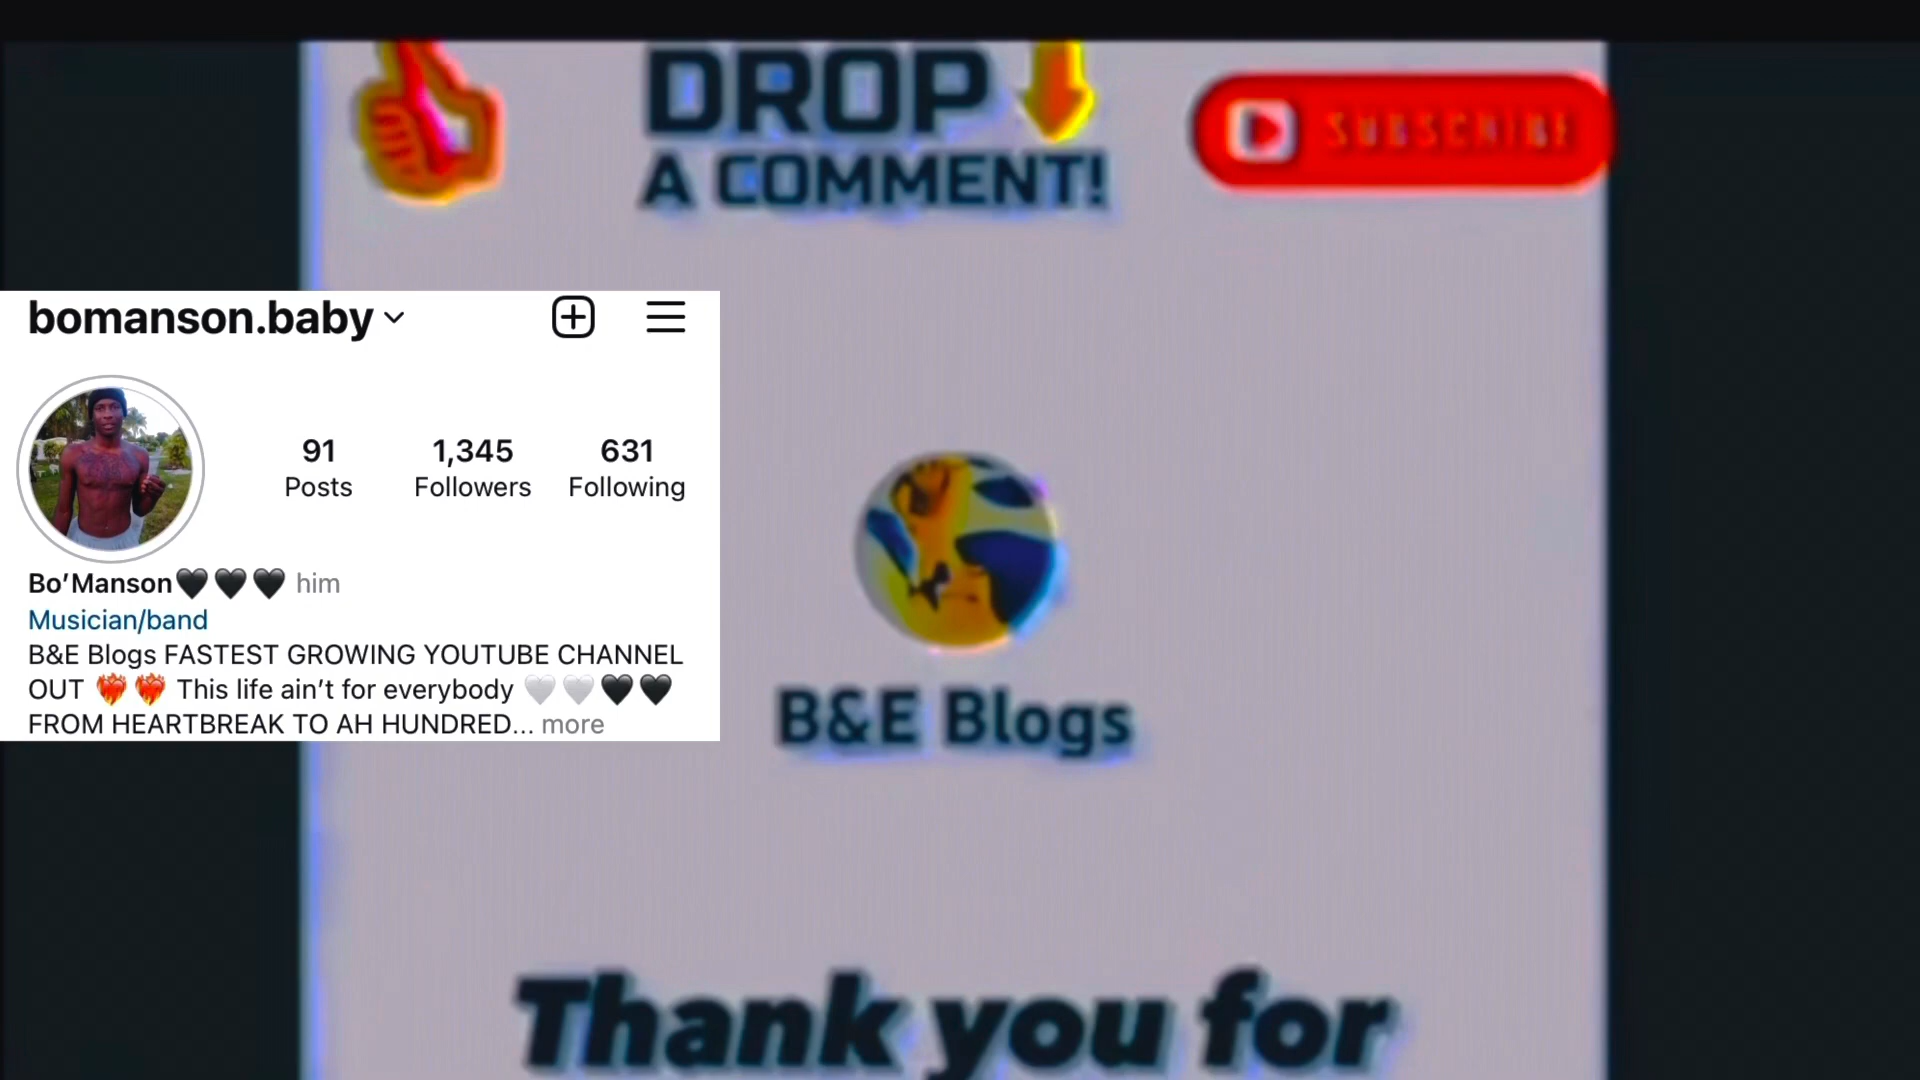 DROP
A COMMENT!
SUBSCRIBE
bomanson.baby
91
Posts
1,345
Followers
631
Following
Bo’Manson🖤🖤🖤 him
Musician/band
B&E Blogs FASTEST GROWING YOUTUBE CHANNEL
OUT ❤️‍🔥❤️‍🔥 This life ain’t for everybody 🤍🤍🖤🖤
FROM HEARTBREAK TO AH HUNDRED... more
B&E Blogs
Thank you for